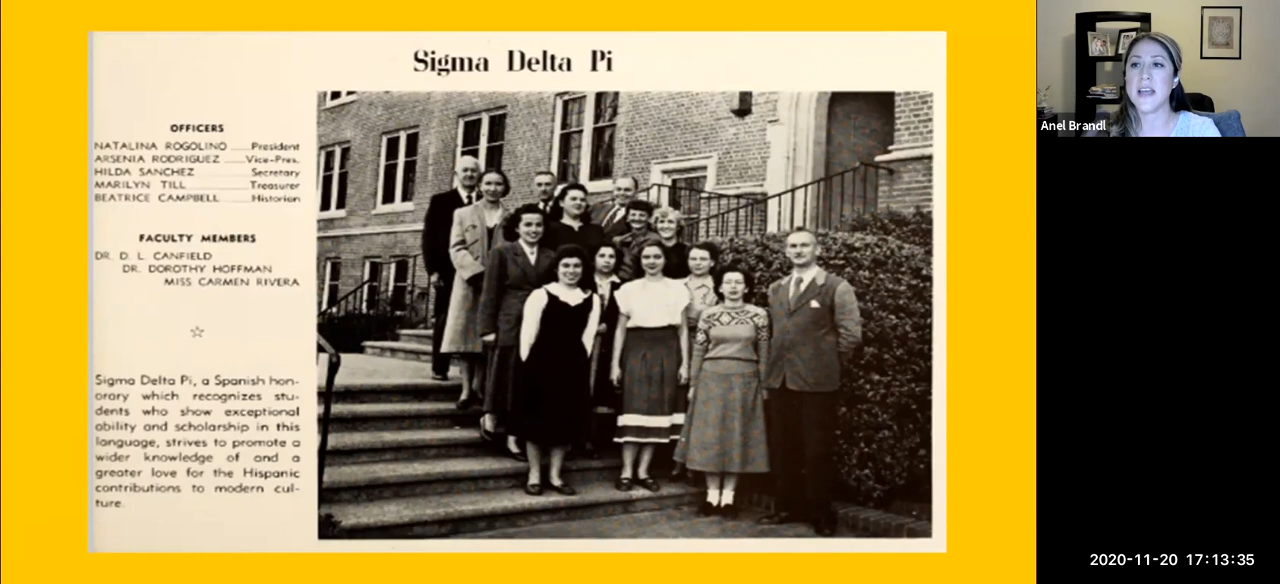 Sigma Delta Pi
OFFICERS
NATALINA ROGOLINO President
ARSENIA RODRIGUEZ Vice-Pres.
HILDA SANCHEZ Secretary
MARILYN TILL Treasurer
BEATRICE CAMPBELL Historian
FACULTY MEMBERS
DR. D. L. CANFIELD
DR. DOROTHY HOFFMAN
MISS CARMEN RIVERA
Sigma Delta Pi, a Spanish hon-
orary which recognizes stu-
dents who show exceptional
ability and scholarship in this
language, strives to promote a
wider knowledge of and a
greater love for the Hispanic
contributions to modern cul-
ture.
Anel Brandl
2020-11-20 17:13:35